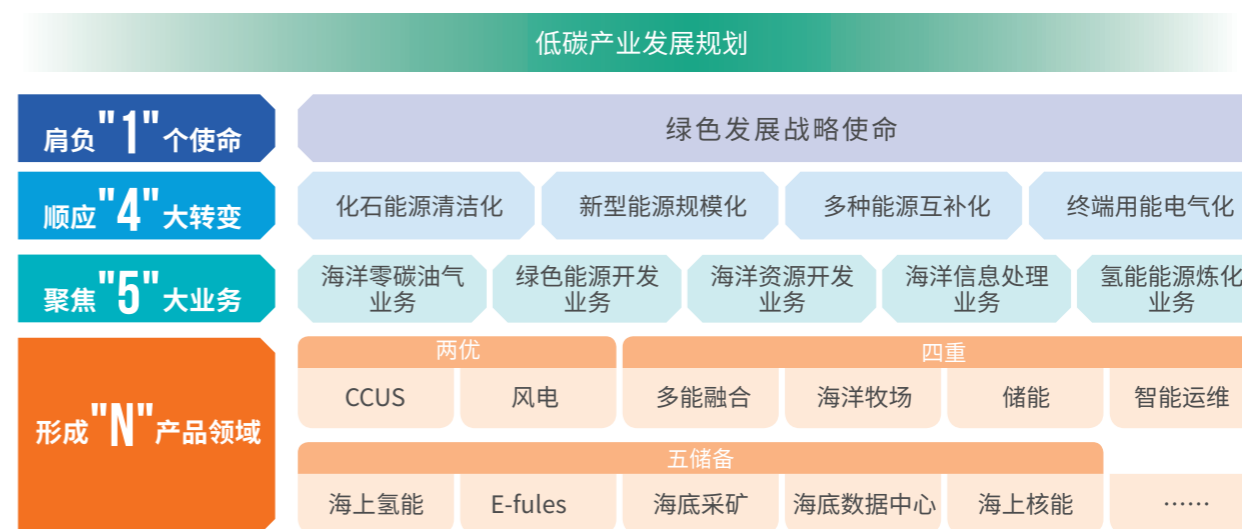 低碳产业发展规划
肩负"1"个使命
绿色发展战略使命
顺应"4"大转变
化石能源清洁化
新型能源规模化
多种能源互补化
终端用能电气化
聚焦"5"大业务
海洋零碳油气
业务
绿色能源开发
业务
海洋资源开发
业务
海洋信息处理
业务
氢能能源炼化
业务
形成"N"产品领域
两优
四重
CCUS
风电
多能融合
海洋牧场
储能
智能运维
五储备
海上氢能
E-fules
海底采矿
海底数据中心
海上核能
……